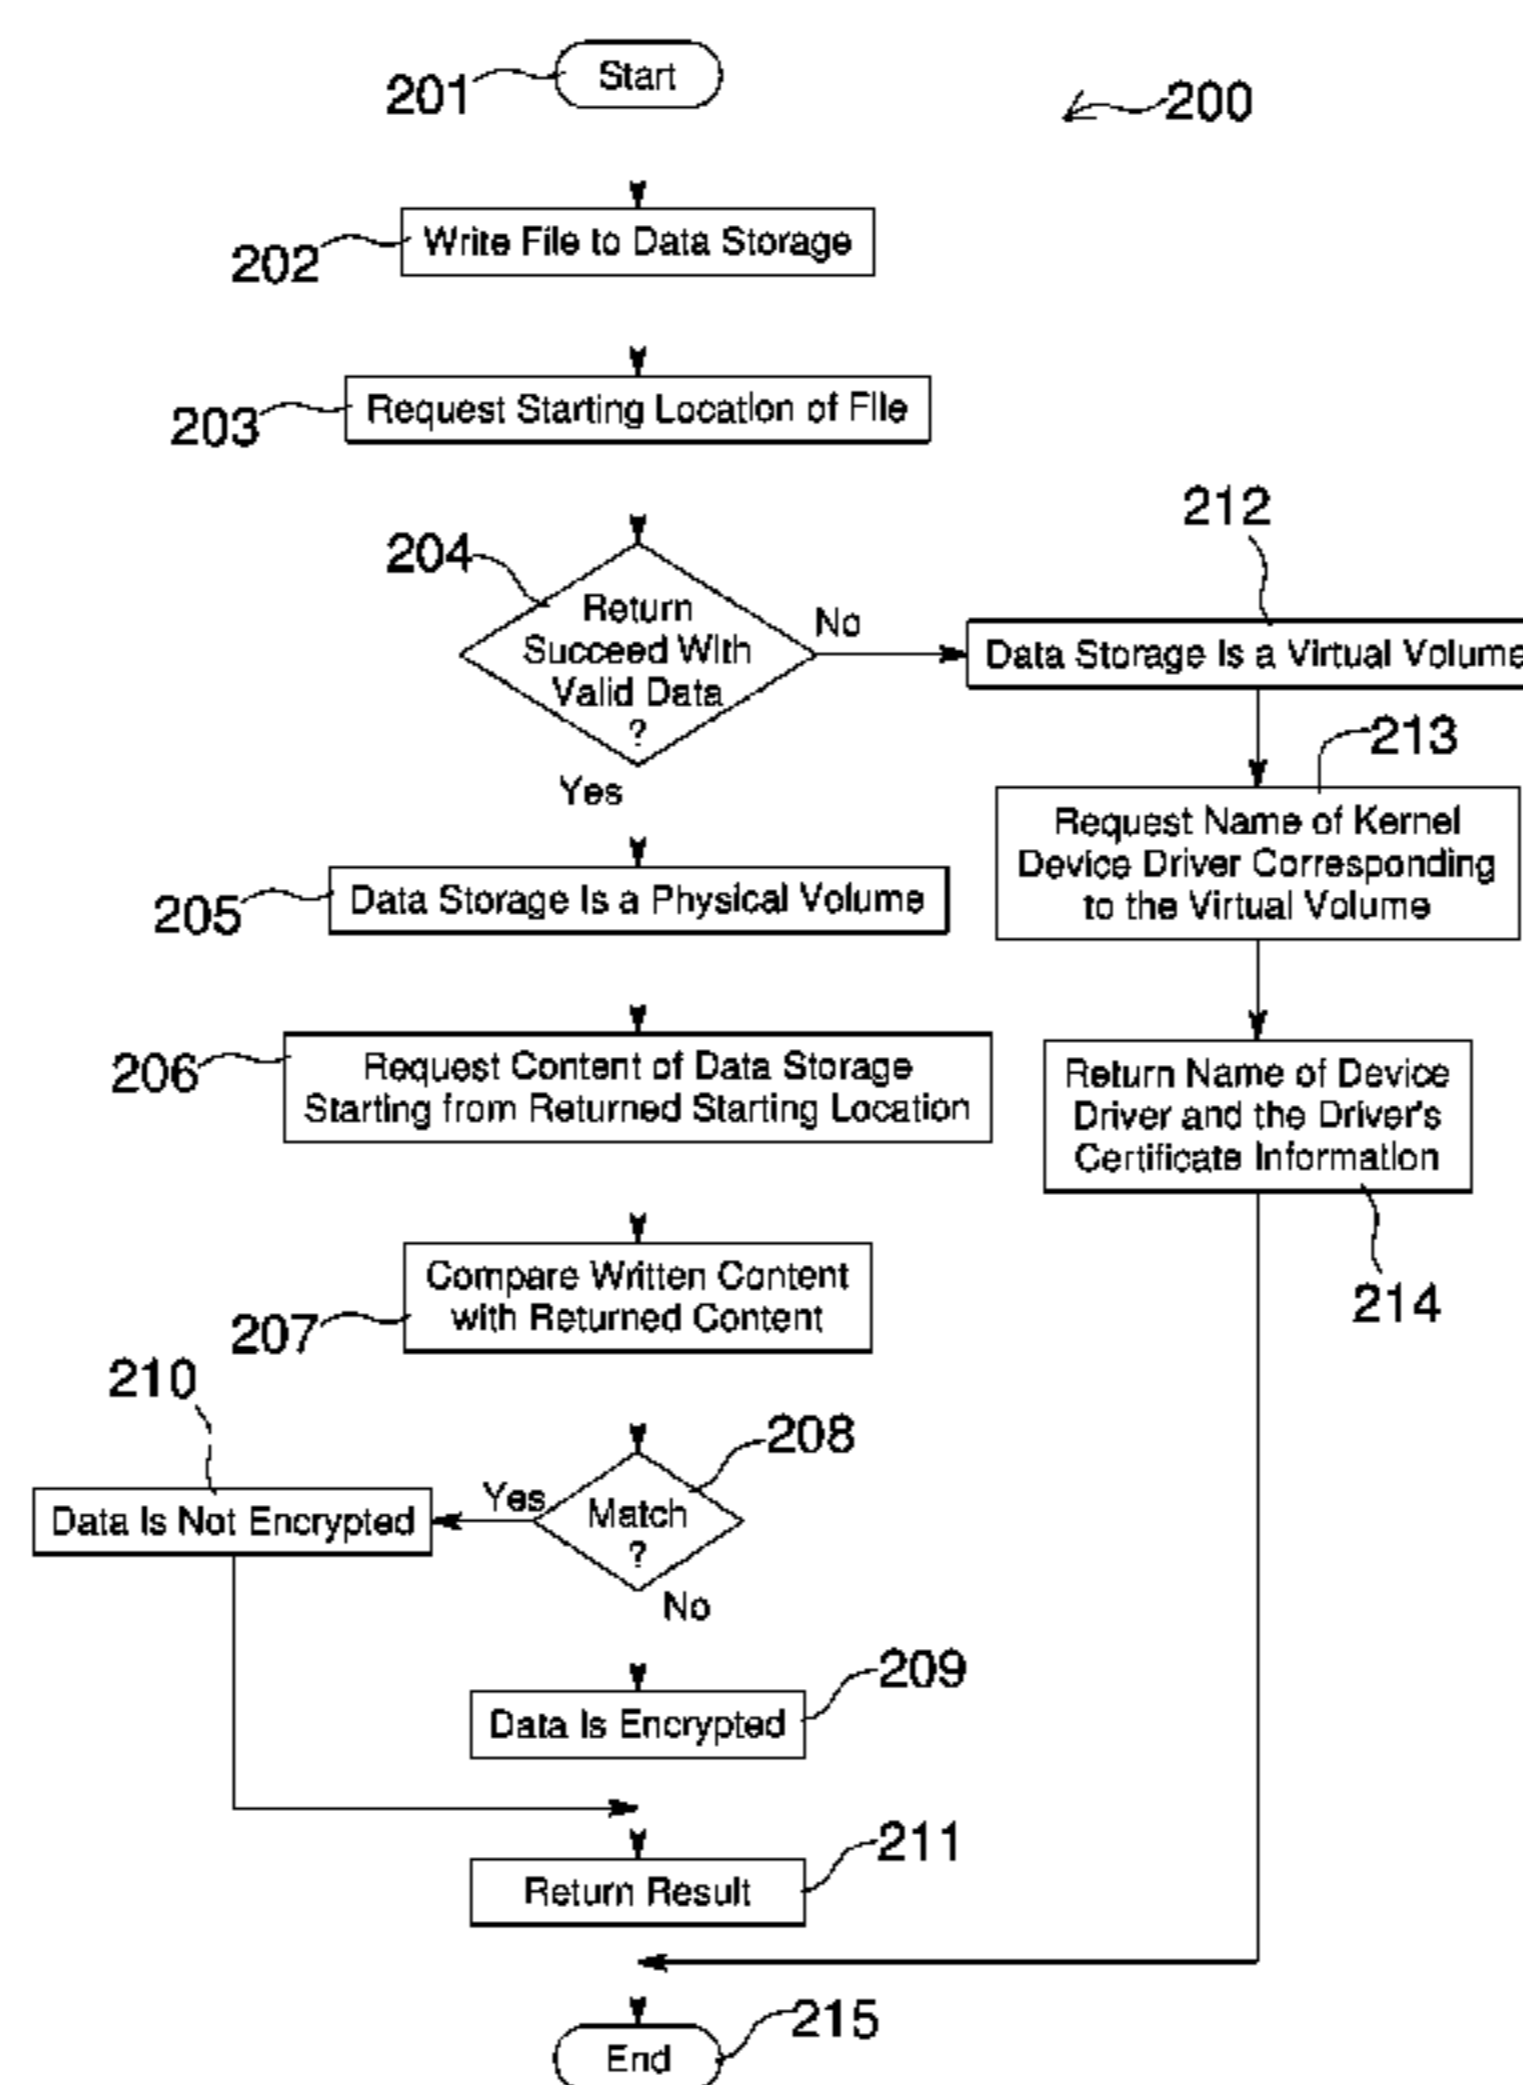 201
Start
200
202
Write File to Data Storage
203
Request Starting Location of File
204
Return
Succeed With
Valid Data
?
No
Yes
212
Data Storage Is a Virtual Volume
213
Request Name of Kernel
Device Driver Corresponding
to the Virtual Volume
205
Data Storage Is a Physical Volume
206
Request Content of Data Storage
Starting from Returned Starting Location
Return Name of Device
Driver and the Driver's
Certificate Information
214
207
Compare Written Content
with Returned Content
210
Data Is Not Encrypted
208
Yes
Match
?
No
209
Data Is Encrypted
211
Return Result
215
End